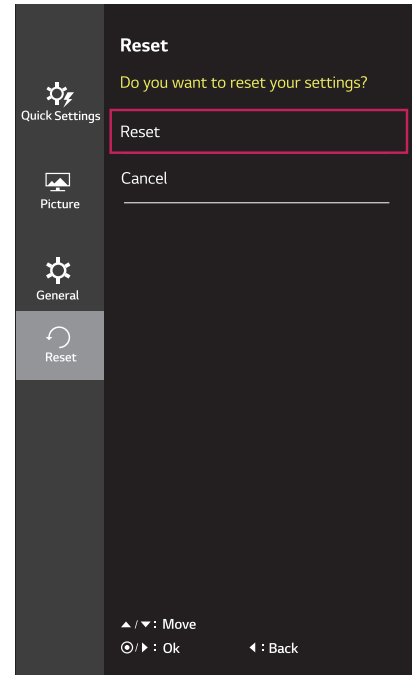 Reset
Do you want to reset your settings?
Reset
Cancel
Quick Settings
Picture
General
Reset
▲/▼: Move
◉/▶ : Ok
◀ : Back